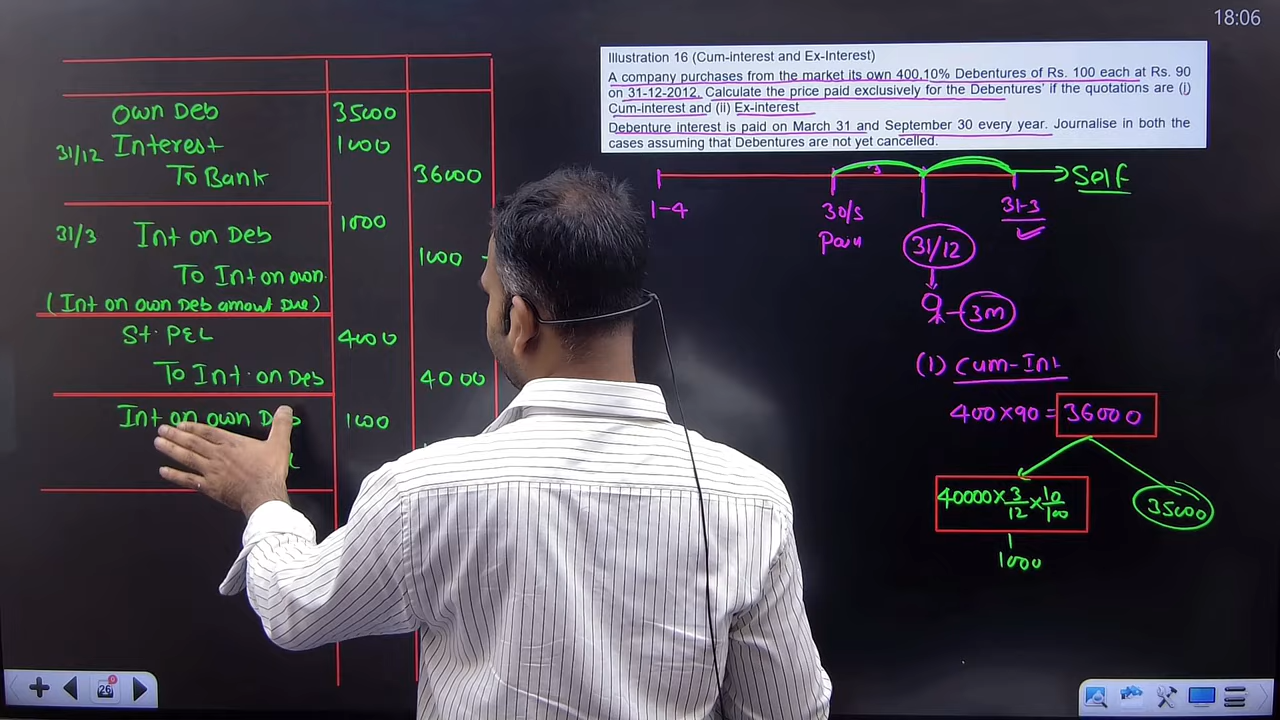 18:06
Own Deb 35000
31/12 Interest 1000
To Bank 36000
31/3 Int on Deb 1000
To Int on own. 1000
(Int on own Deb amount Due)
St. P&L 4000
To Int. on Deb 4000
Int on own Deb 1000
Illustration 16 (Cum-interest and Ex-Interest)
A company purchases from the market its own 400,10% Debentures of Rs. 100 each at Rs. 90
on 31-12-2012. Calculate the price paid exclusively for the Debentures' if the quotations are (i)
Cum-interest and (ii) Ex-interest
Debenture interest is paid on March 31 and September 30 every year. Journalise in both the
cases assuming that Debentures are not yet cancelled.
3
Self
1-4 30/5 31-3
31/12
3m
(1) Cum-Int
400×90 = 36000
40000×3/12×10/100
35000
1000
26